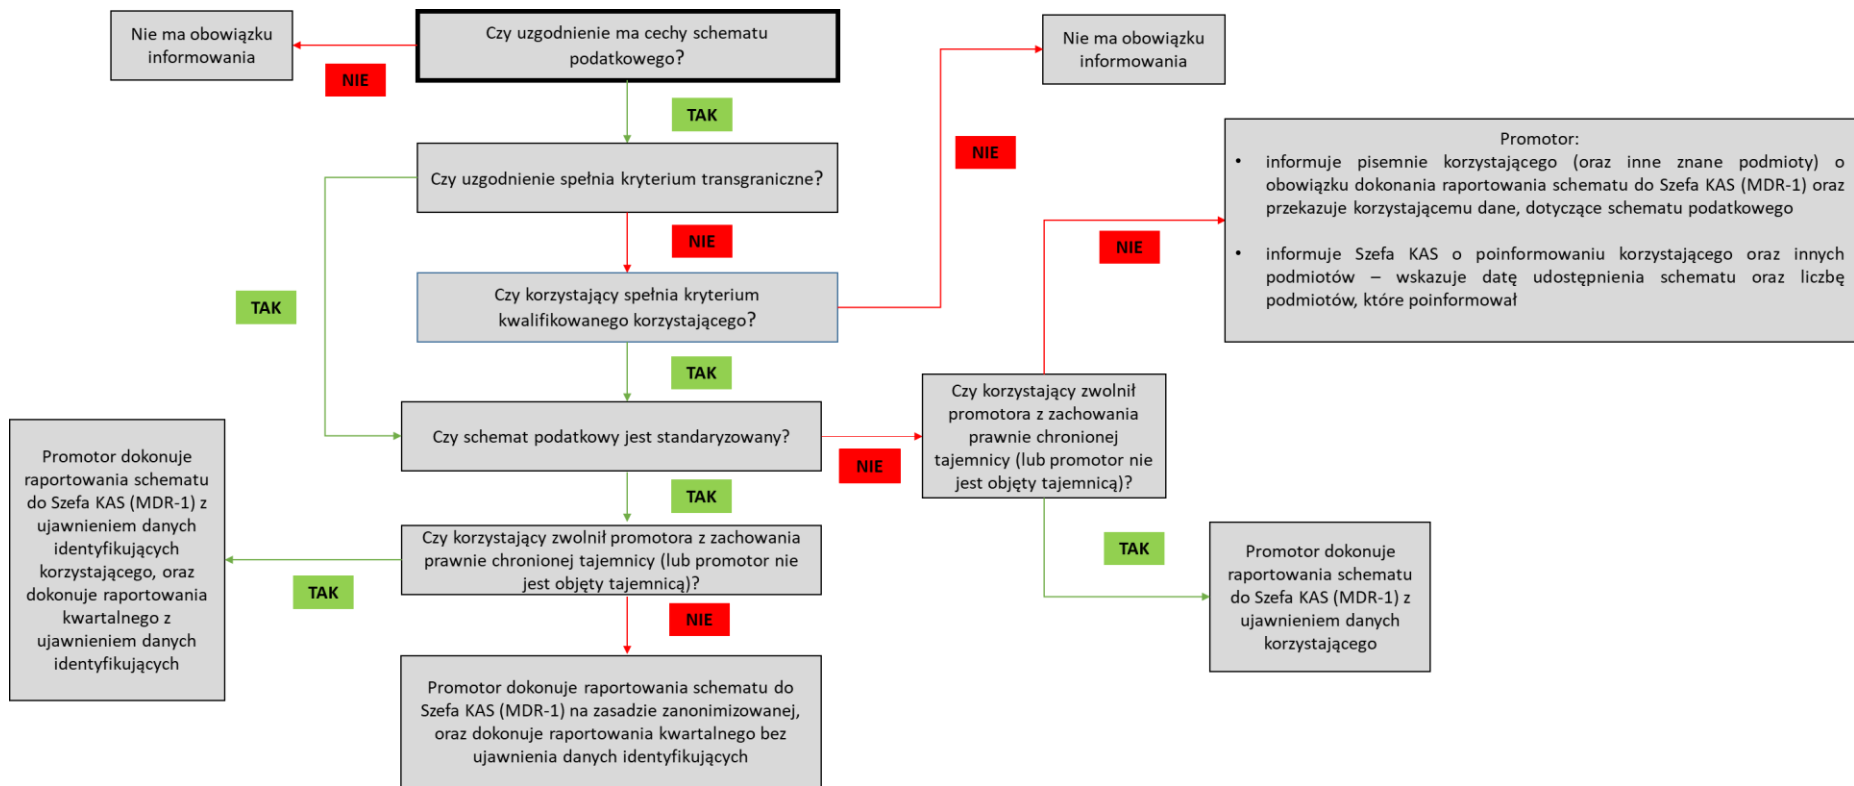 Nie ma obowiązku
informowania
NIE
Czy uzgodnienie ma cechy schematu
podatkowego?
Nie ma obowiązku
informowania
TAK
NIE
Czy uzgodnienie spełnia kryterium transgraniczne?
Promotor:
• informuje pisemnie korzystającego (oraz inne znane podmioty) o
obowiązku dokonania raportowania schematu do Szefa KAS (MDR-1) oraz
przekazuje korzystającemu dane, dotyczące schematu podatkowego
• informuje Szefa KAS o poinformowaniu korzystającego oraz innych
podmiotów – wskazuje datę udostępnienia schematu oraz liczbę
podmiotów, które poinformował
NIE
NIE
TAK
Czy korzystający spełnia kryterium
kwalifikowanego korzystającego?
TAK
Czy korzystający zwolnił
promotora z zachowania
prawnie chronionej
tajemnicy (lub promotor nie
jest objęty tajemnicą)?
Czy schemat podatkowy jest standaryzowany?
NIE
TAK
Promotor dokonuje
raportowania schematu
do Szefa KAS (MDR-1) z
ujawnieniem danych
identyfikujących
korzystającego, oraz
dokonuje raportowania
kwartalnego z
ujawnieniem danych
identyfikujących
TAK
Czy korzystający zwolnił promotora z zachowania
prawnie chronionej tajemnicy (lub promotor nie
jest objęty tajemnicą)?
TAK
Promotor dokonuje
raportowania schematu
do Szefa KAS (MDR-1) z
ujawnieniem danych
korzystającego
NIE
Promotor dokonuje raportowania schematu do
Szefa KAS (MDR-1) na zasadzie zanonimizowanej,
oraz dokonuje raportowania kwartalnego bez
ujawnienia danych identyfikujących